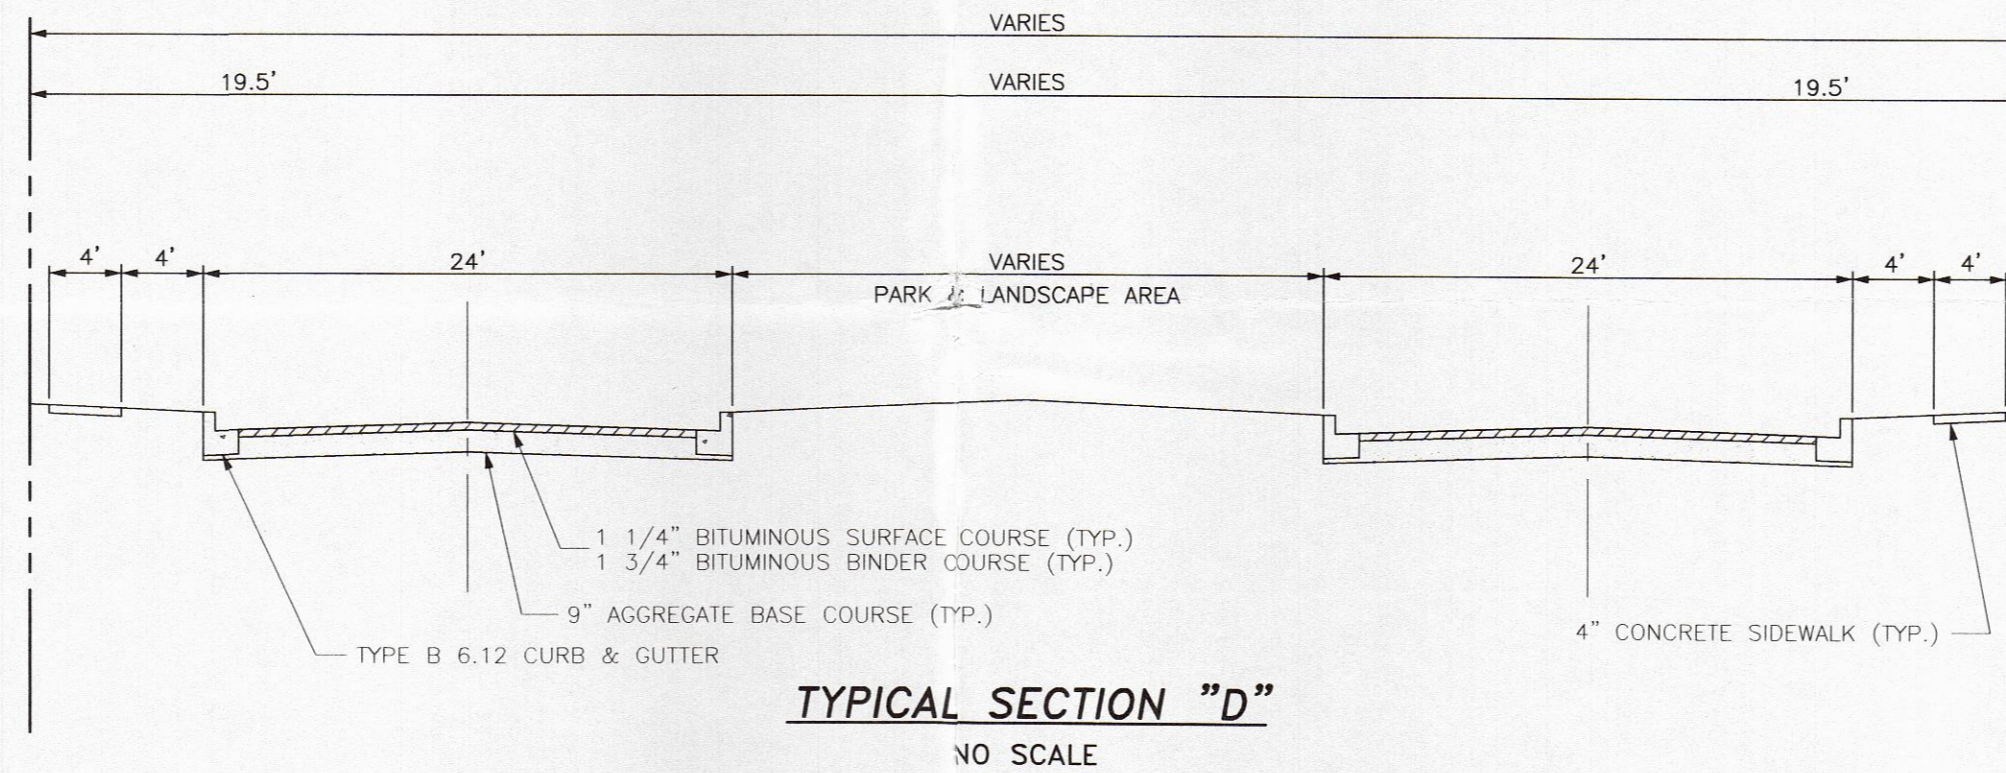 VARIES
19.5' VARIES 19.5'
4' 4' 24' VARIES 24' 4' 4'
PARK & LANDSCAPE AREA
1 1/4" BITUMINOUS SURFACE COURSE (TYP.)
1 3/4" BITUMINOUS BINDER COURSE (TYP.)
9" AGGREGATE BASE COURSE (TYP.)
4" CONCRETE SIDEWALK (TYP.)
TYPE B 6.12 CURB & GUTTER
TYPICAL SECTION "D"
NO SCALE